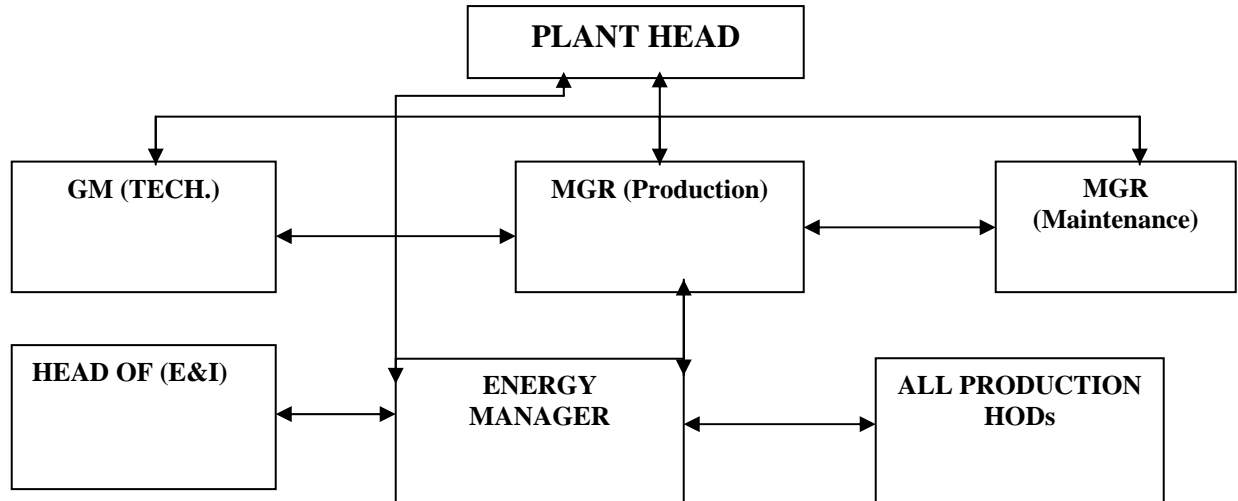 PLANT HEAD
GM (TECH.)
MGR (Production)
MGR
(Maintenance)
HEAD OF (E&I)
ENERGY
MANAGER
ALL PRODUCTION
HODs